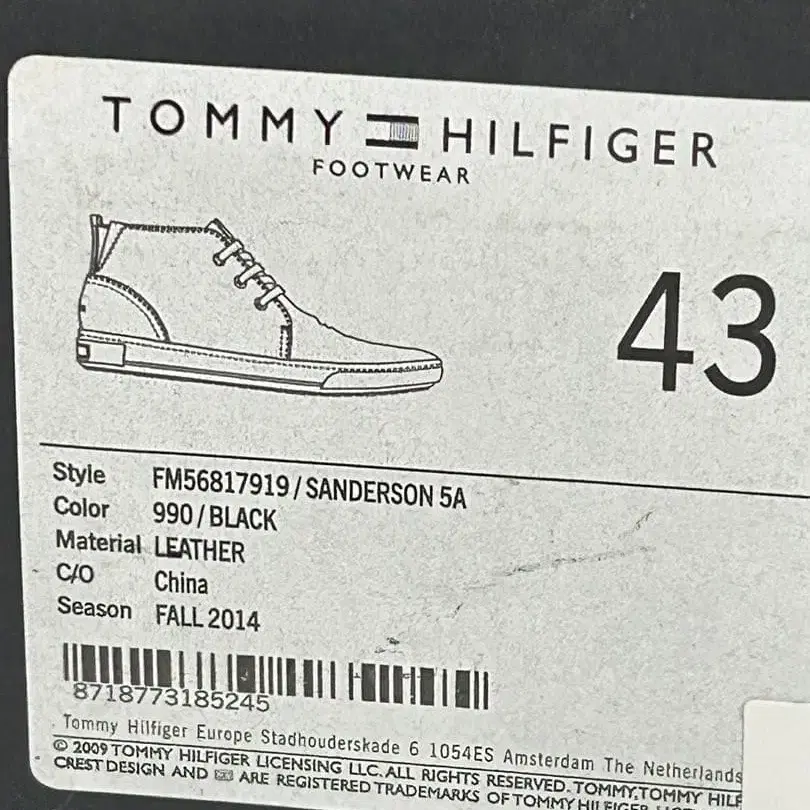 TOMMY HILFIGER
FOOTWEAR
43
Style FM56817919/SANDERSON 5A
Color 990/BLACK
Material LEATHER
C/O China
Season FALL 2014
8718773185245
Tommy Hilfiger Europe Stadhouderskade 6 1054ES Amsterdam The Netherlands
© 2009 TOMMY HILFIGER LICENSING LLC. ALL RIGHTS RESERVED. TOMMY, TOMMY HILF
CREST DESIGN AND ARE REGISTERED TRADEMARKS OF TOMMY HILFIGER